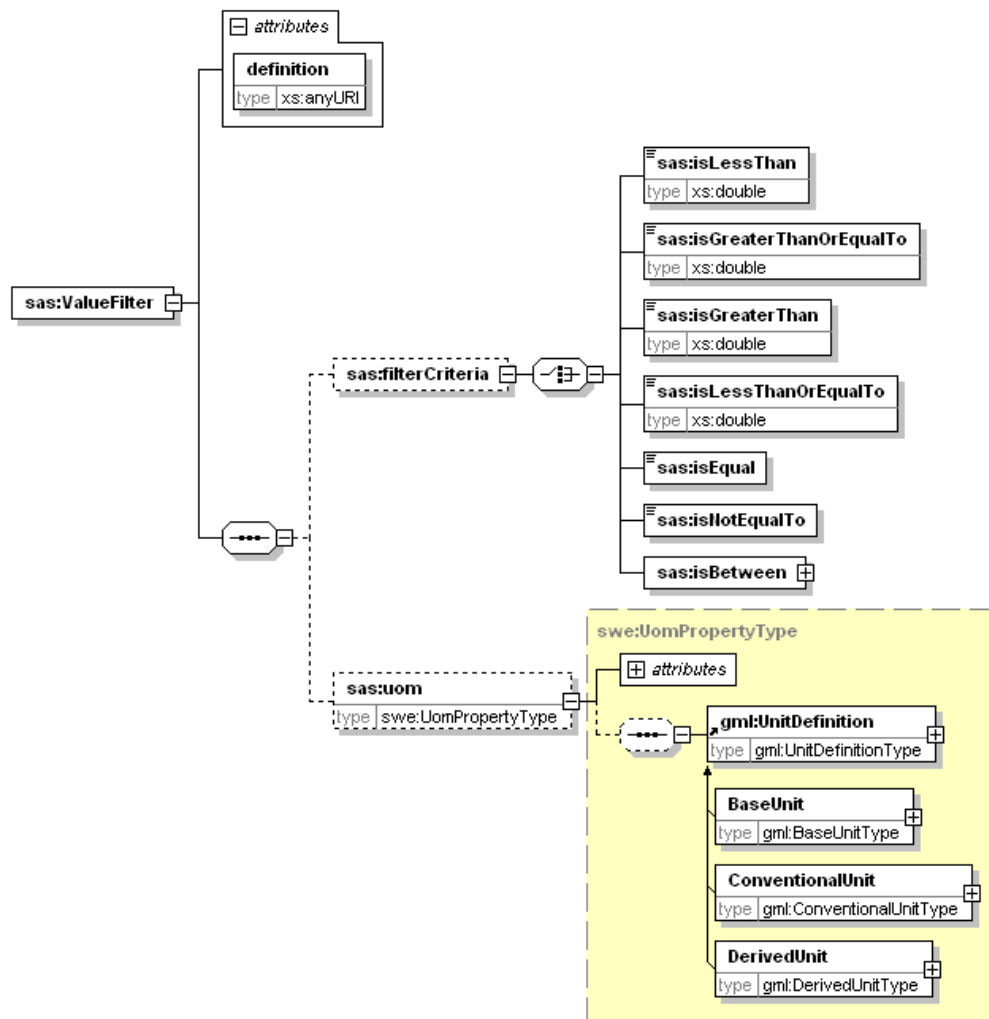 attributes
definition
type xs:anyURI
sas:isLessThan
type xs:double
sas:isGreaterThanOrEqualTo
type xs:double
sas:ValueFilter
sas:isGreaterThan
type xs:double
sas:filterCriteria
sas:isLessThanOrEqualTo
type xs:double
sas:isEqual
sas:isNotEqualTo
sas:isBetween
swe:UomPropertyType
attributes
sas:uom
type swe:UomPropertyType
gml:UnitDefinition
type gml:UnitDefinitionType
BaseUnit
type gml:BaseUnitType
ConventionalUnit
type gml:ConventionalUnitType
DerivedUnit
type gml:DerivedUnitType